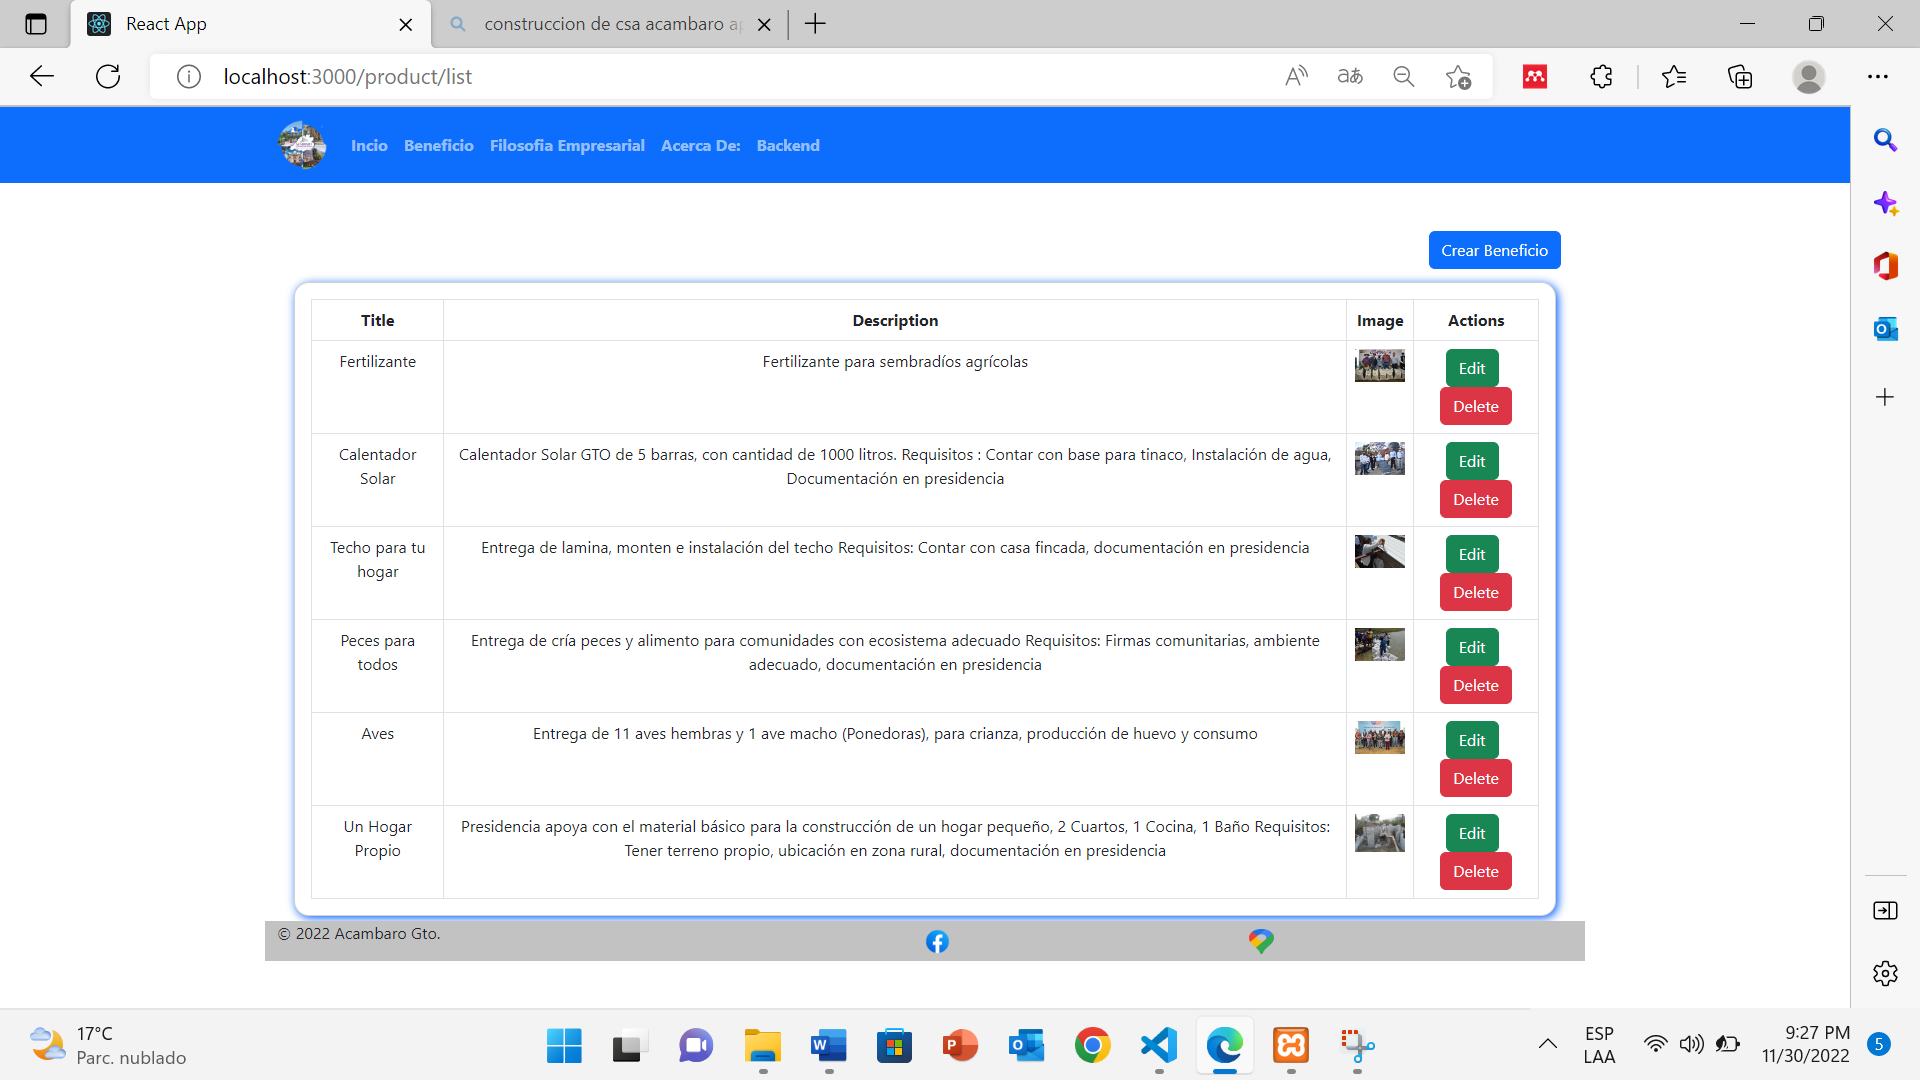 React App
construccion de csa acambaro
localhost:3000/product/list
Incio Beneficio Filosofia Empresarial Acerca De: Backend
Crear Beneficio
Title Description Image Actions
Fertilizante Fertilizante para sembradíos agrícolas Edit
Delete
Calentador Calentador Solar GTO de 5 barras, con cantidad de 1000 litros. Requisitos : Contar con base para tinaco, Instalación de agua, Edit
Solar Documentación en presidencia Delete
Techo para tu Entrega de lamina, monten e instalación del techo Requisitos: Contar con casa fincada, documentación en presidencia Edit
hogar Delete
Peces para Entrega de cría peces y alimento para comunidades con ecosistema adecuado Requisitos: Firmas comunitarias, ambiente Edit
todos adecuado, documentación en presidencia Delete
Aves Entrega de 11 aves hembras y 1 ave macho (Ponedoras), para crianza, producción de huevo y consumo Edit
Delete
Un Hogar Presidencia apoya con el material básico para la construcción de un hogar pequeño, 2 Cuartos, 1 Cocina, 1 Baño Requisitos: Edit
Propio Tener terreno propio, ubicación en zona rural, documentación en presidencia Delete
© 2022 Acambaro Gto.
17°C
Parc. nublado
ESP
LAA
9:27 PM
11/30/2022
5